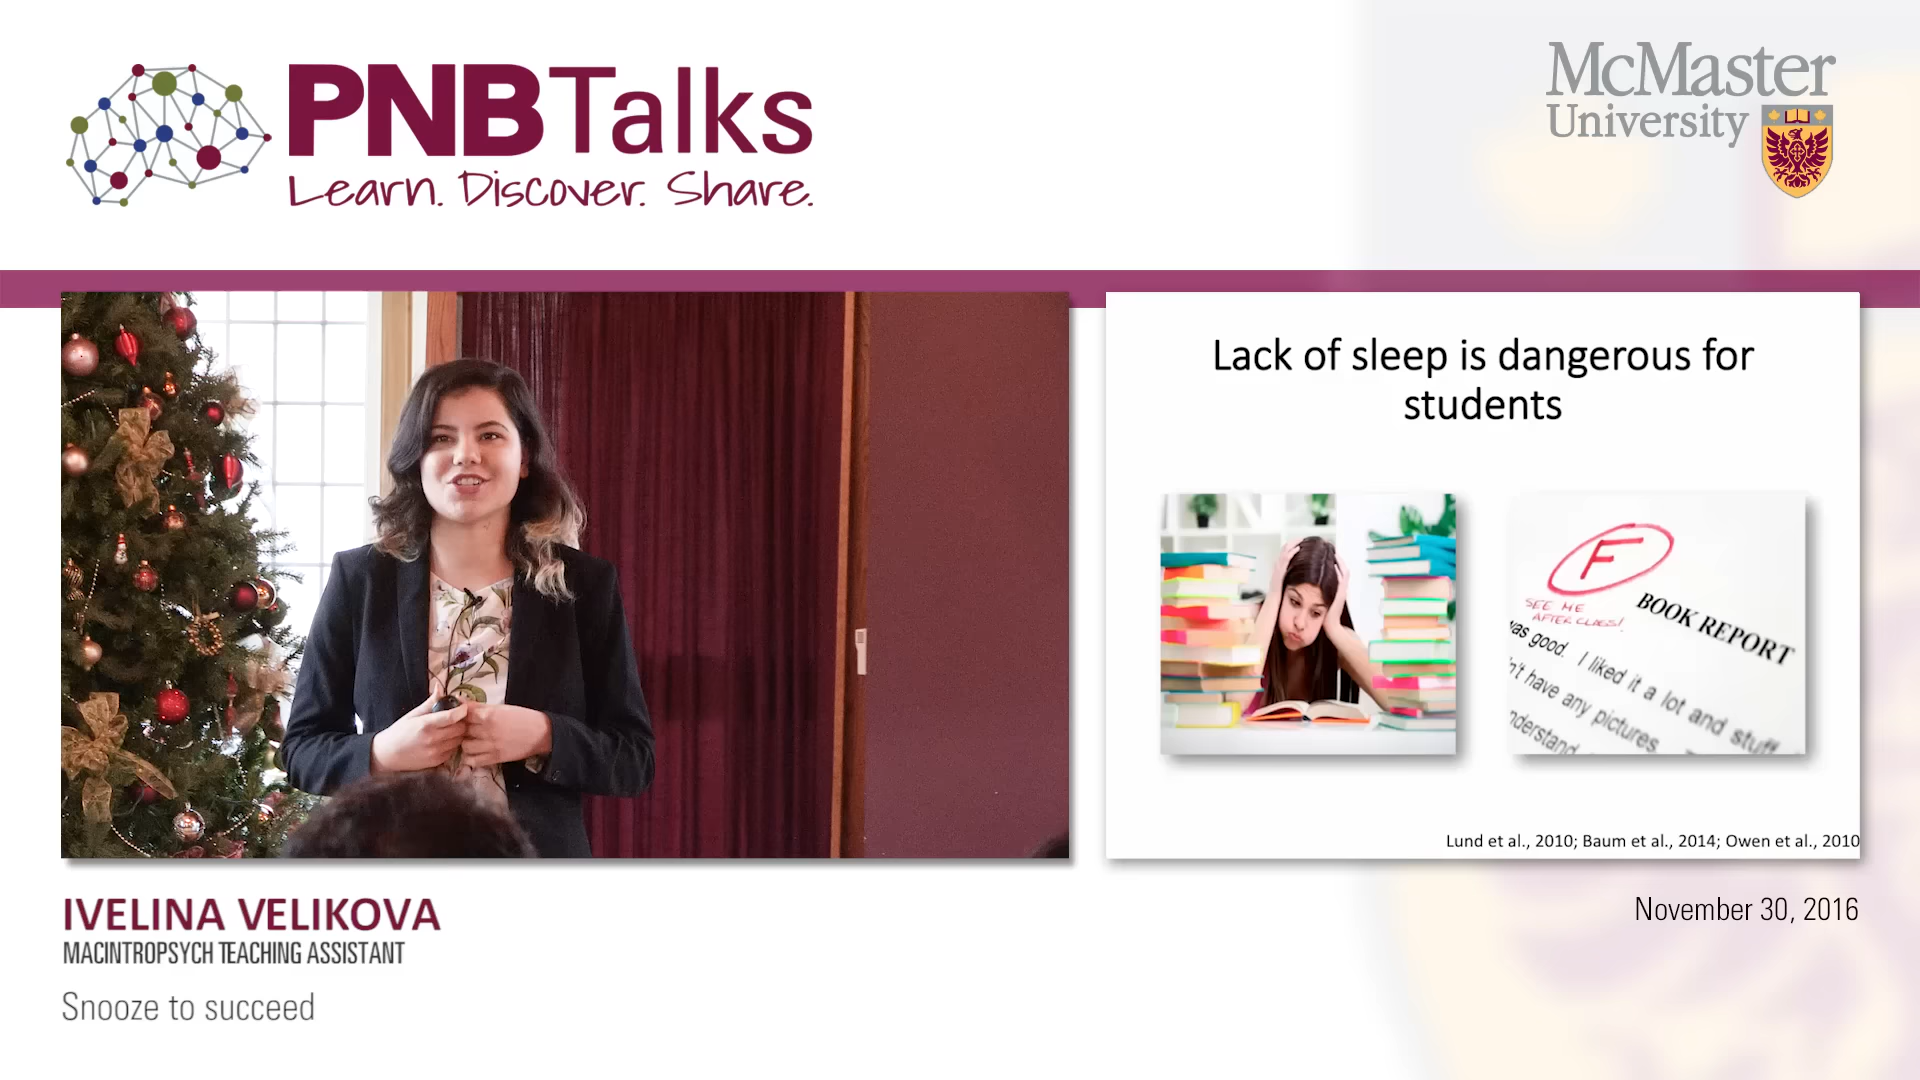 PNBTalks
Learn. Discover. Share.
McMaster
University
Lack of sleep is dangerous for
students
F
SEE ME
AFTER CLASS!
BOOK REPORT
was good. I liked it a lot and stuff
n't have any pictures.
nderstand
Lund et al., 2010; Baum et al., 2014; Owen et al., 2010
IVELINA VELIKOVA
MACINTROPSYCH TEACHING ASSISTANT
Snooze to succeed
November 30, 2016